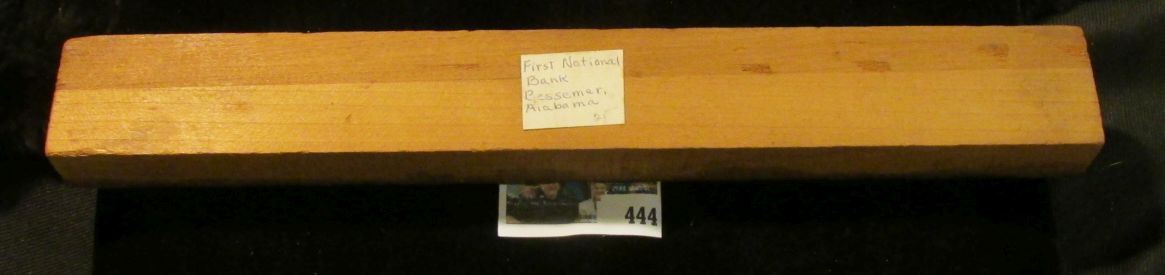 First National
Bank
Bessemer,
Alabama
444